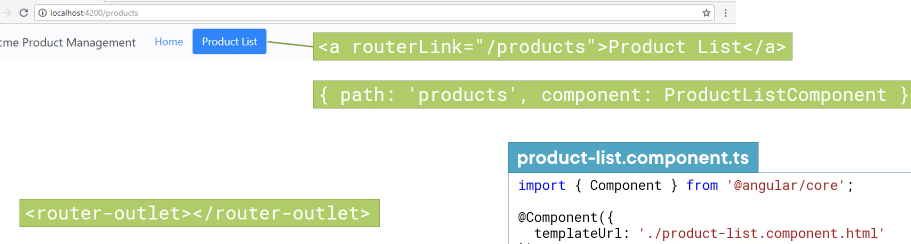 localhost:4200/products
cme Product Management Home Product List
<a routerLink="/products">Product List</a>
{ path: 'products', component: ProductListComponent }
product-list.component.ts
import { Component } from '@angular/core';
<router-outlet></router-outlet>
@Component({
templateUrl: './product-list.component.html'